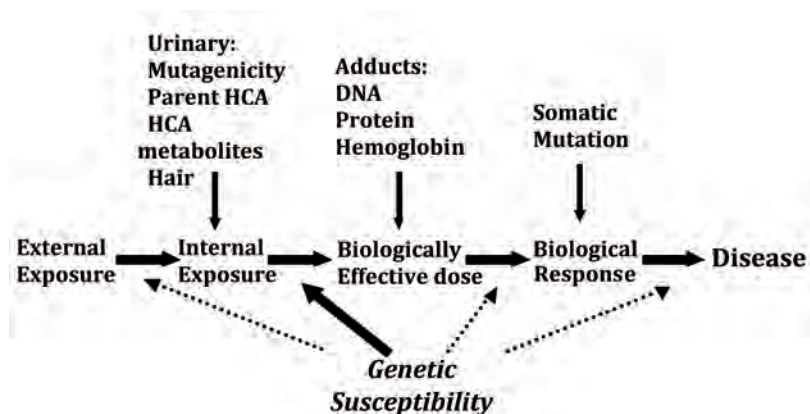 Urinary:
Mutagenicity
Parent HCA
HCA
metabolites
Hair
Adducts:
DNA
Protein
Hemoglobin
Somatic
Mutation
External
Exposure
Internal
Exposure
Biologically
Effective dose
Biological
Response
Disease
Genetic
Susceptibility